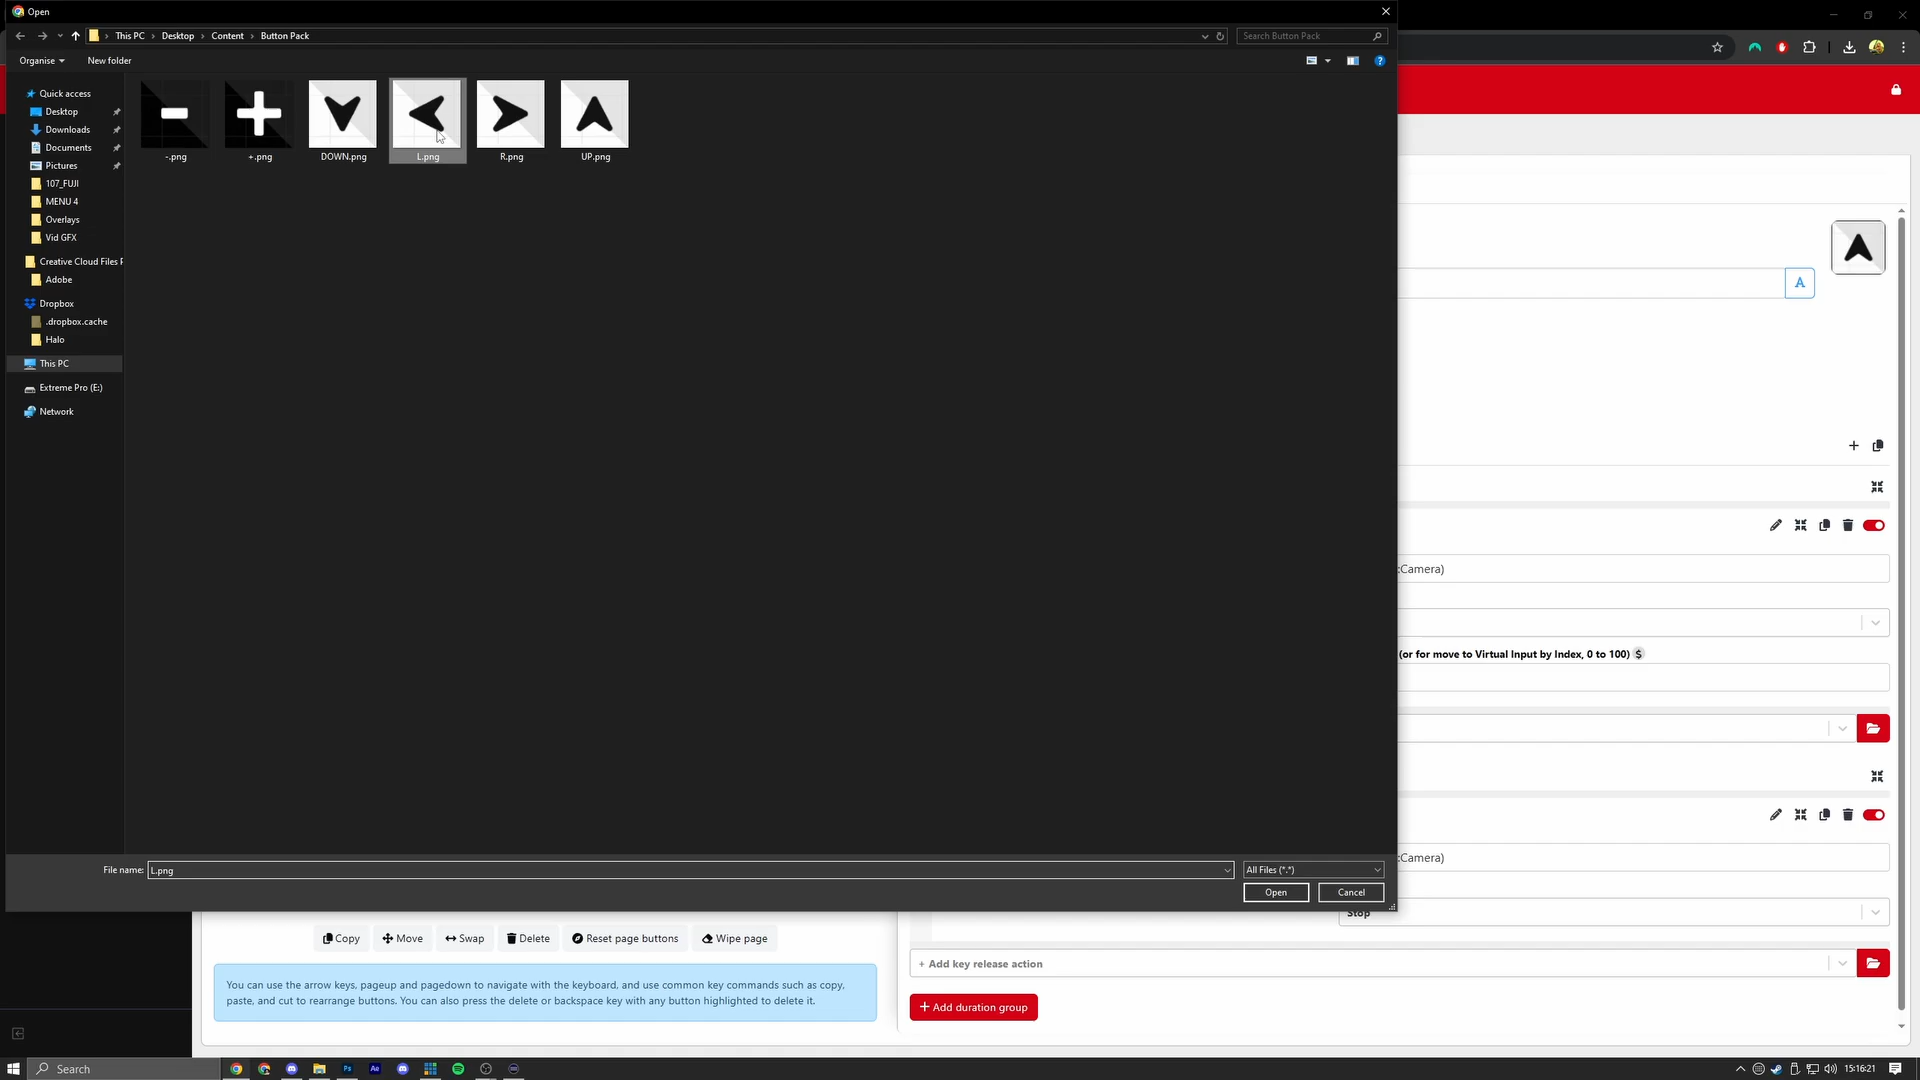 Open
This PC
Desktop
Content
Button Pack
Search Button Pack
Organise
New folder
Quick access
Desktop
Downloads
Documents
Pictures
107_FUJI
MENU 4
Overlays
Vid GFX
Creative Cloud Files F
Adobe
Dropbox
.dropbox.cache
Halo
This PC
Extreme Pro (E:)
Network
-.png
+.png
DOWN.png
L.png
R.png
UP.png
A
:Camera)
(or for move to Virtual Input by Index, 0 to 100) $
:Camera)
Stop
File name: L.png
All Files (*.*)
Open
Cancel
Copy
Move
Swap
Delete
Reset page buttons
Wipe page
You can use the arrow keys, pageup and pagedown to navigate with the keyboard, and use common key commands such as copy,
paste, and cut to rearrange buttons. You can also press the delete or backspace key with any button highlighted to delete it.
+ Add key release action
+ Add duration group
Search
Ps
Ae
15:16:21